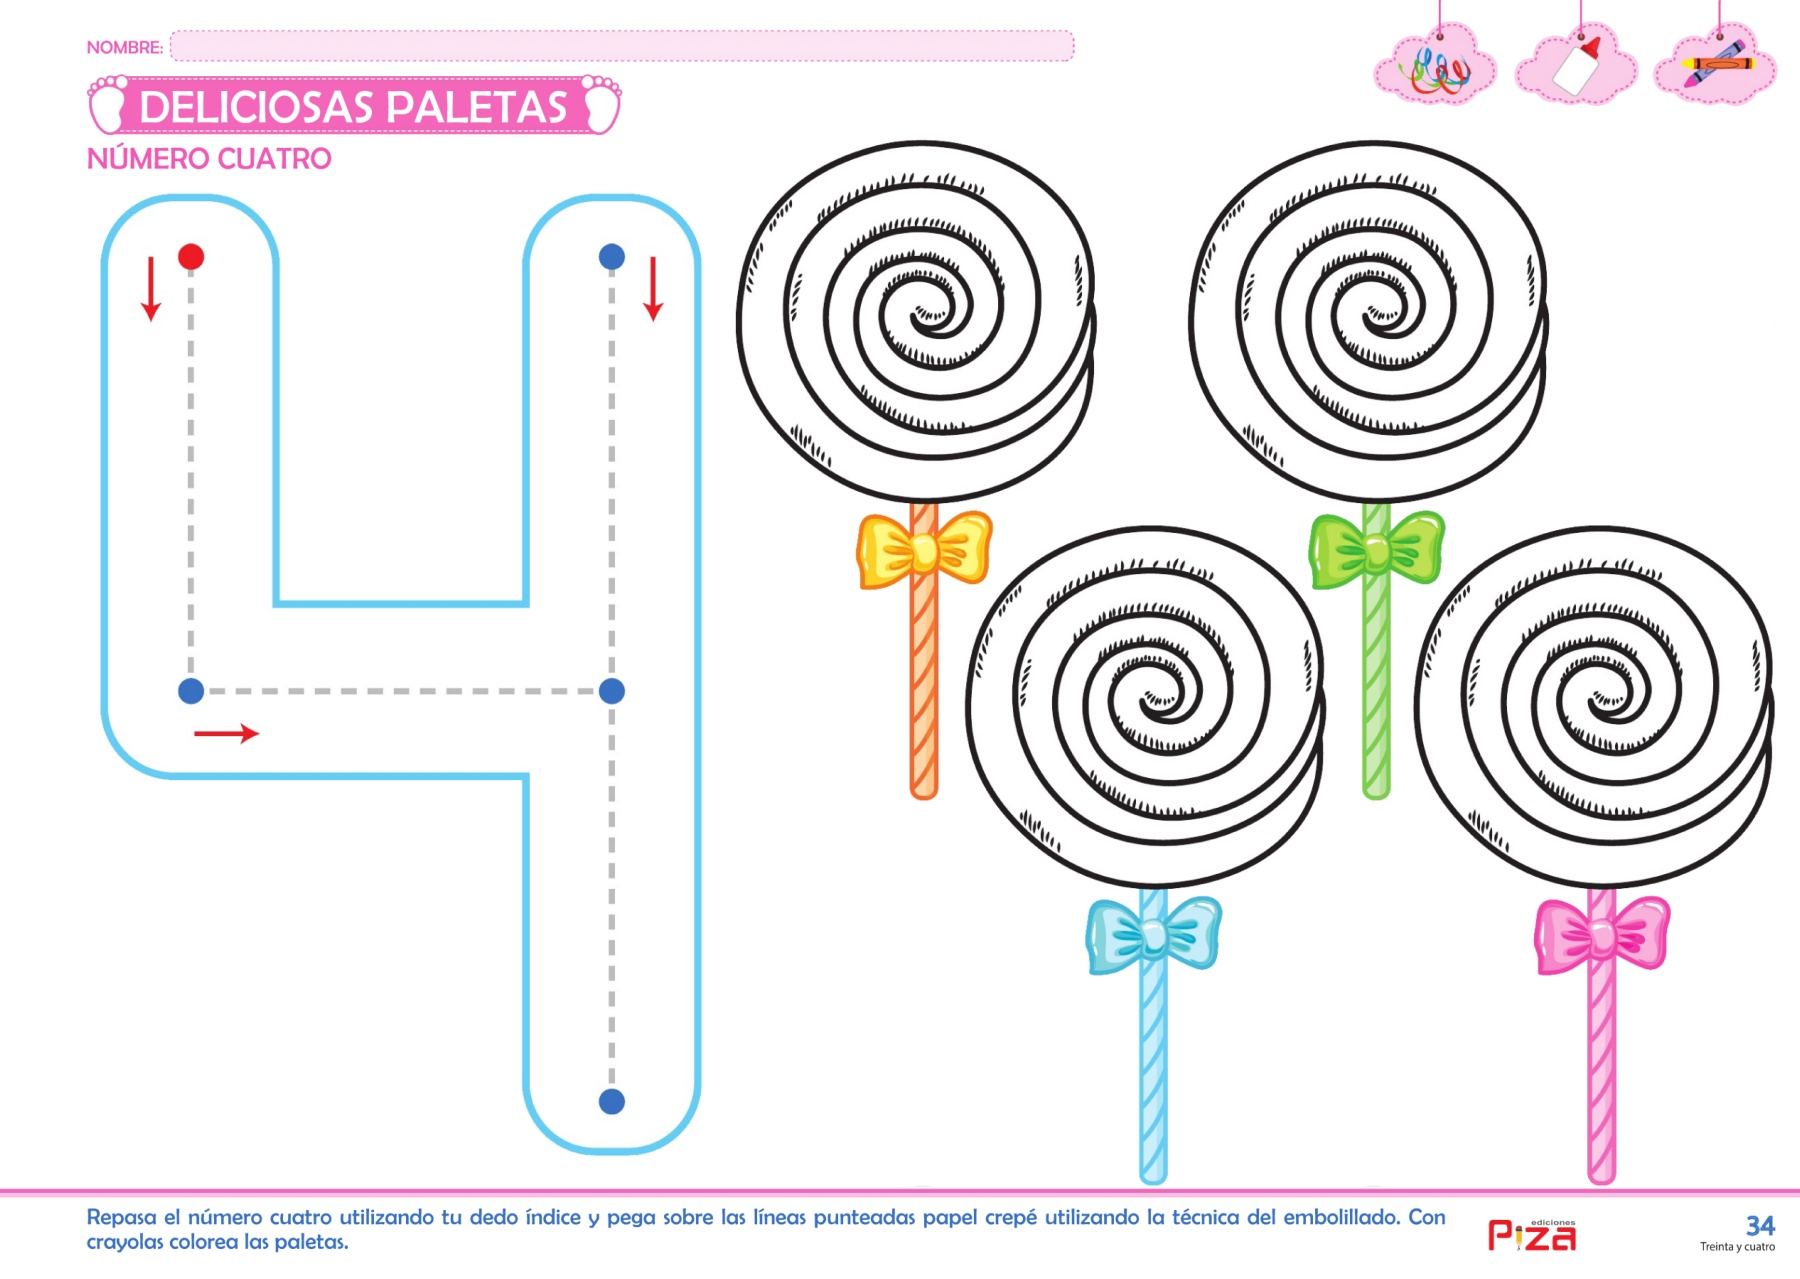 NOMBRE:
DELICIOSAS PALETAS
NÚMERO CUATRO
Repasa el número cuatro utilizando tu dedo índice y pega sobre las líneas punteadas papel crepé utilizando la técnica del embolillado. Con
crayolas colorea las paletas.
ediciones
Piza
34
Treinta y cuatro